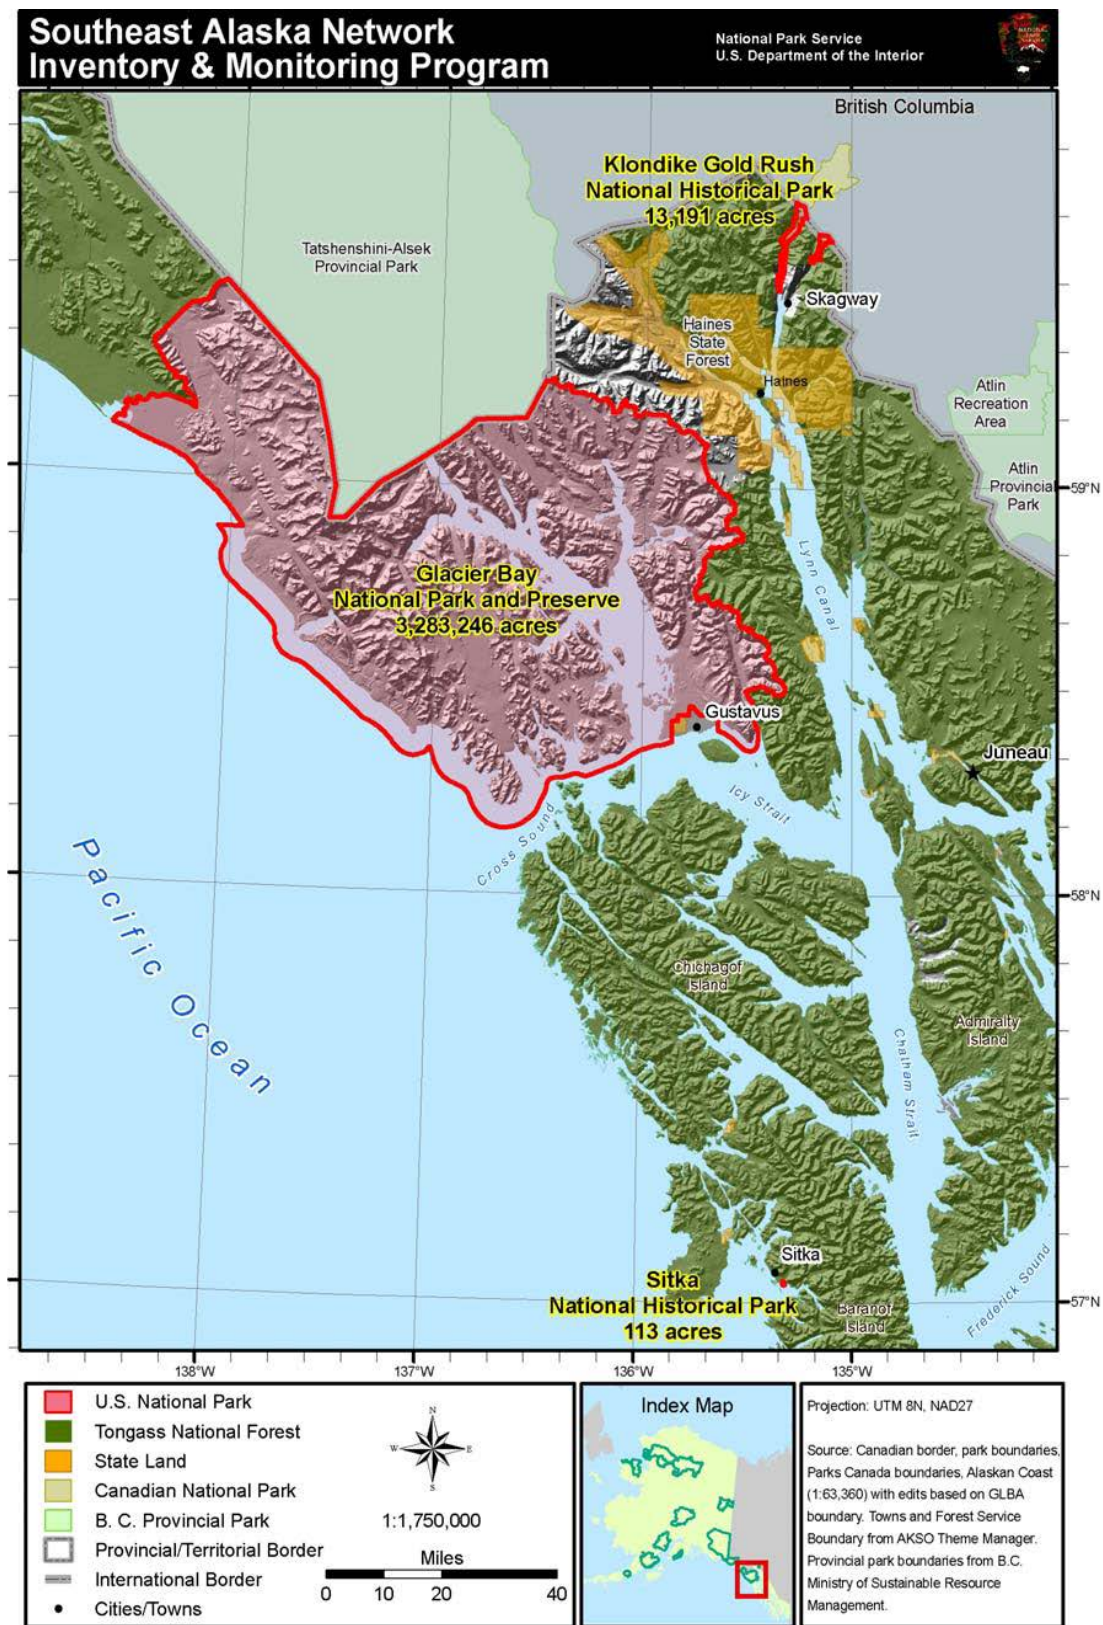 Southeast Alaska Network
Inventory & Monitoring Program
National Park Service
U.S. Department of the Interior
British Columbia
Klondike Gold Rush
National Historical Park
13,191 acres
Tatshenshini-Alsek
Provincial Park
Skagway
Haines
State
Forest
Haines
Atlin
Recreation
Area
Atlin
Provincial
Park
59°N
Lynn Canal
Glacier Bay
National Park and Preserve
3,283,246 acres
Gustavus
Juneau
Icy Strait
Cross Sound
Pacific Ocean
58°N
Chichagof
Island
Admiralty
Island
Chatham Strait
Sitka
Sitka
National Historical Park
113 acres
Baranof
Island
Frederick Sound
57°N
138°W
137°W
136°W
135°W
U.S. National Park
Tongass National Forest
State Land
Canadian National Park
B. C. Provincial Park
Provincial/Territorial Border
International Border
Cities/Towns
N
W
E
S
1:1,750,000
Miles
0 10 20 40
Index Map
Projection: UTM 8N, NAD27
Source: Canadian border, park boundaries,
Parks Canada boundaries, Alaskan Coast
(1:63,360) with edits based on GLBA
boundary. Towns and Forest Service
Boundary from AKSO Theme Manager.
Provincial park boundaries from B.C.
Ministry of Sustainable Resource
Management.